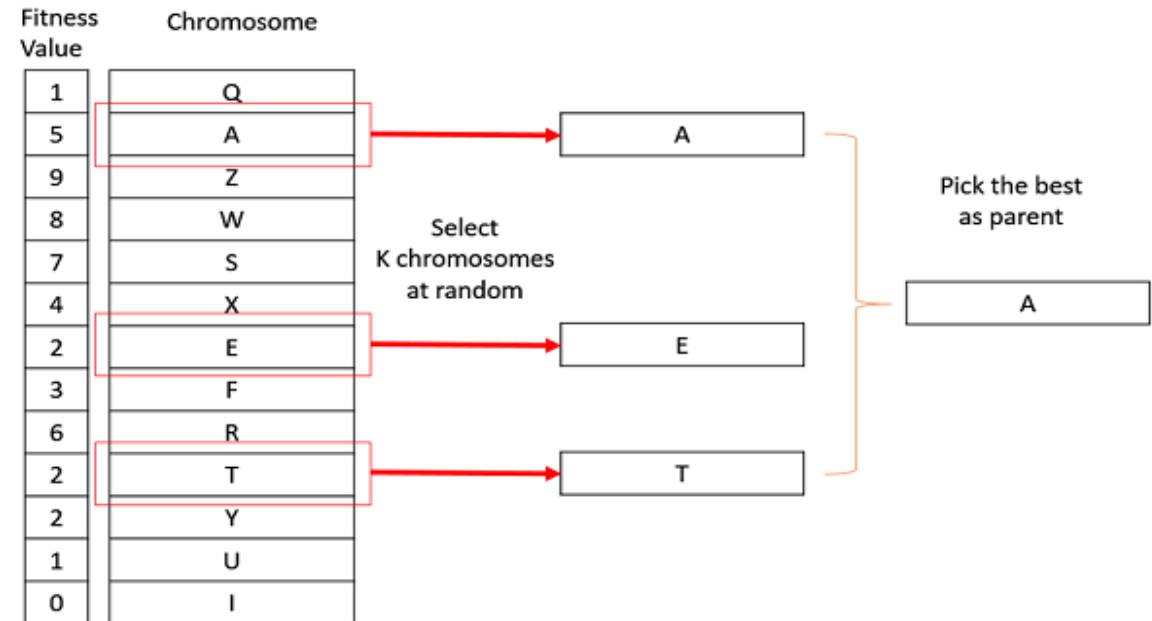 Fitness
Value
Chromosome
1 Q
5 A
9 Z
8 W
7 S
4 X
2 E
3 F
6 R
2 T
2 Y
1 U
0 I
Select
K chromosomes
at random
A
E
T
Pick the best
as parent
A